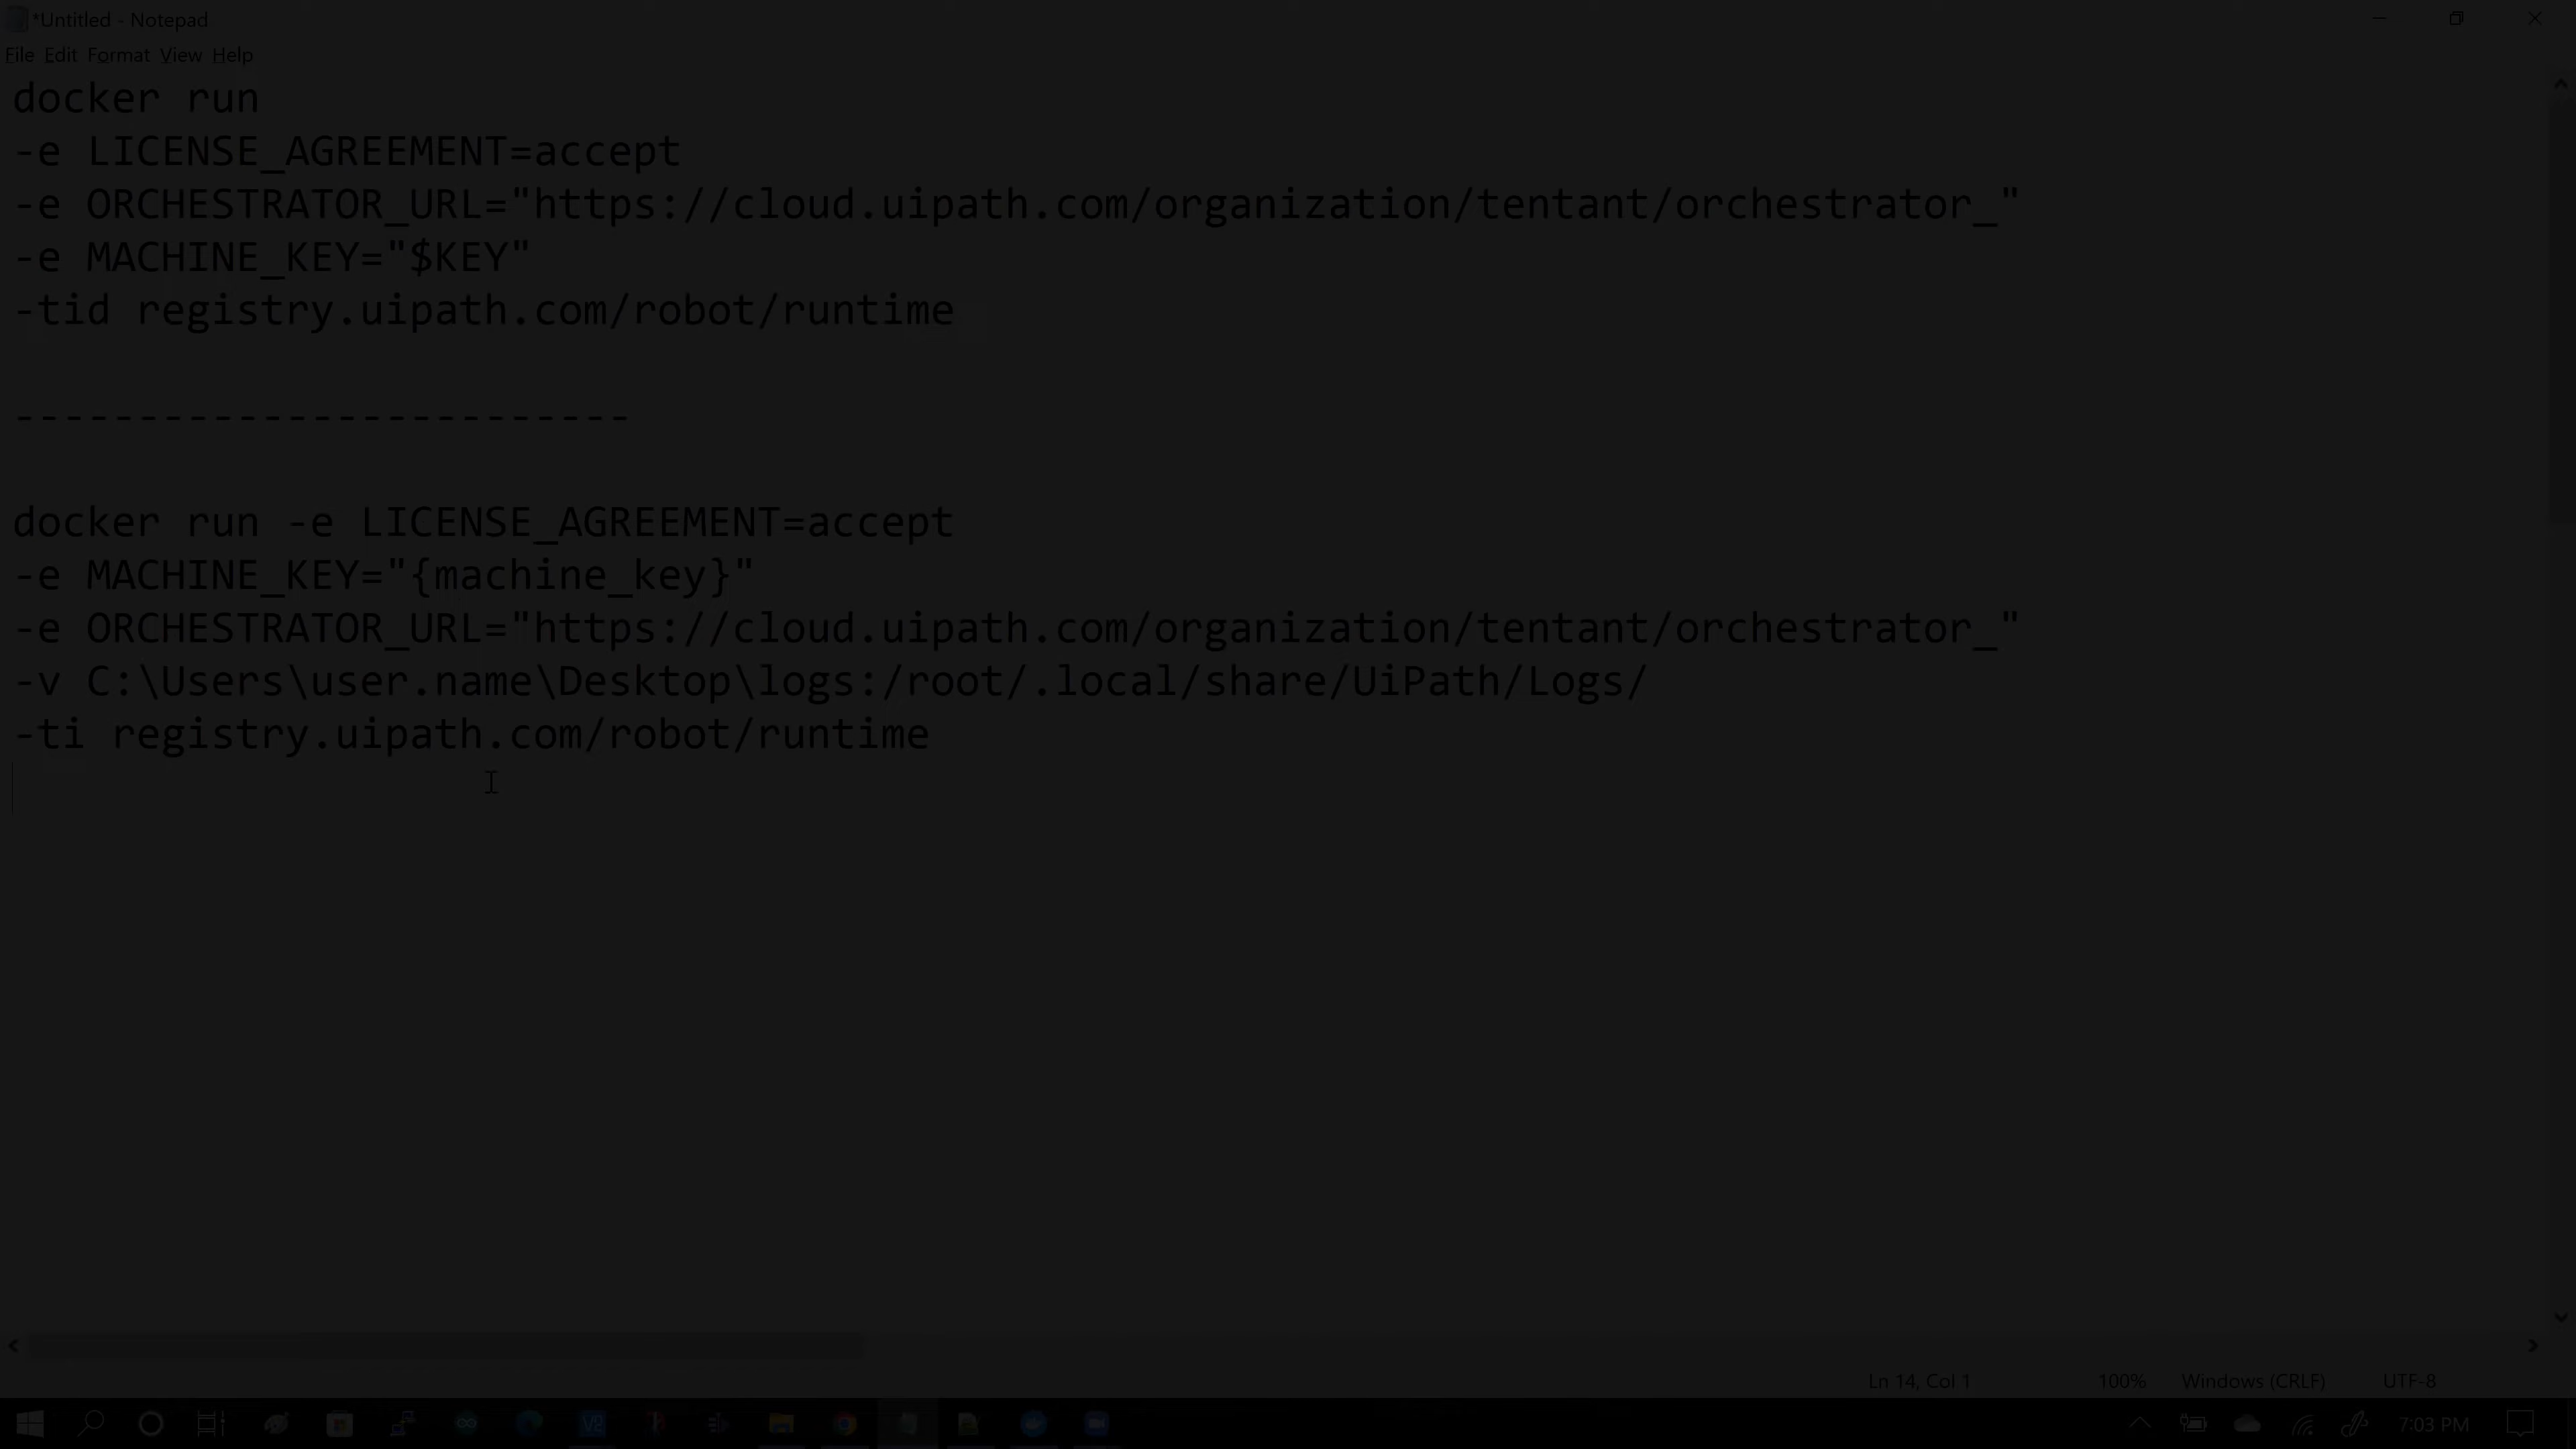 *Untitled - Notepad
File Edit Format View Help
docker run
-e LICENSE_AGREEMENT=accept
-e ORCHESTRATOR_URL="https://cloud.uipath.com/organization/tentant/orchestrator_"
-e MACHINE_KEY="$KEY"
-tid registry.uipath.com/robot/runtime
-------------------------
docker run -e LICENSE_AGREEMENT=accept
-e MACHINE_KEY="{machine_key}"
-e ORCHESTRATOR_URL="https://cloud.uipath.com/organization/tentant/orchestrator_"
-v C:\Users\user.name\Desktop\logs:/root/.local/share/UiPath/Logs/
-ti registry.uipath.com/robot/runtime
Ln 14, Col 1 100% Windows (CRLF) UTF-8
7:03 PM